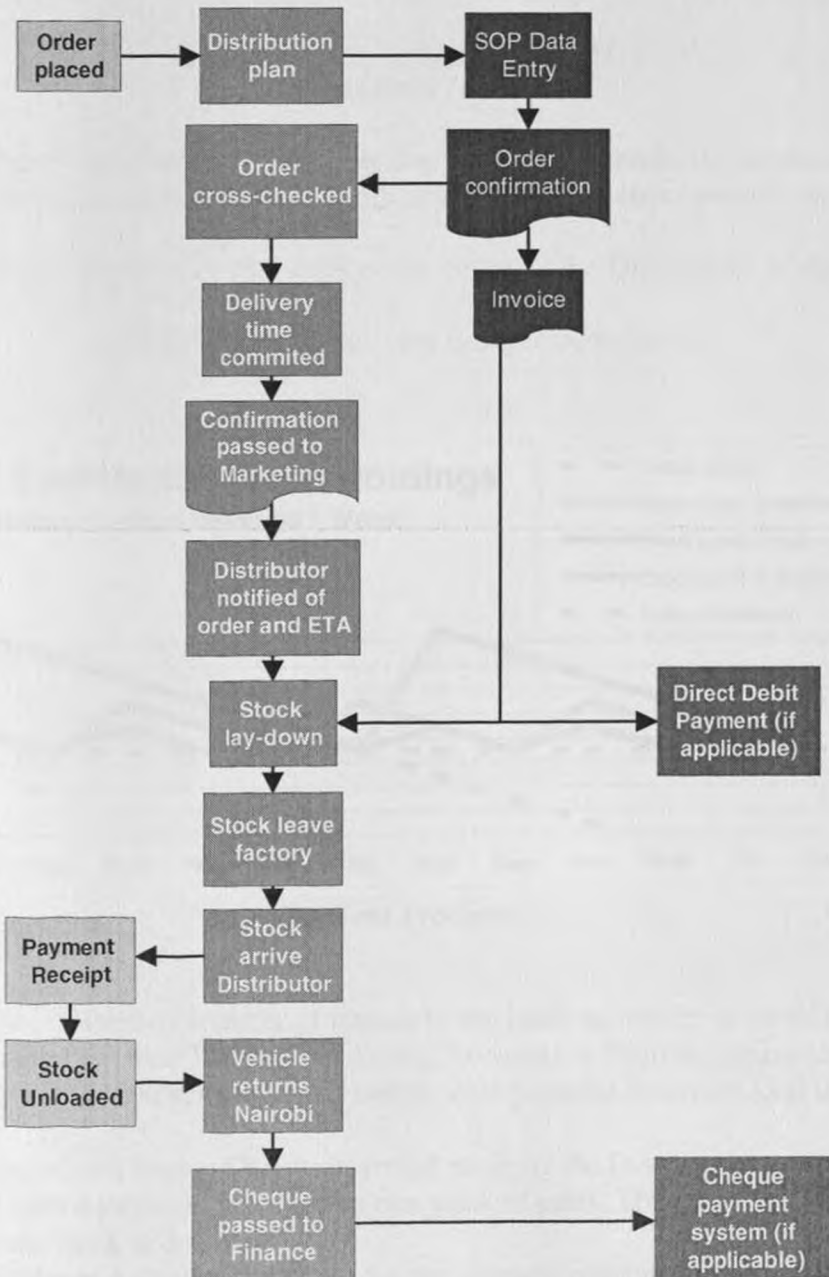 Order
placed
Distribution
plan
SOP Data
Entry
Order
cross-checked
Order
confirmation
Delivery
time
commited
Invoice
Confirmation
passed to
Marketing
Distributor
notified of
order and ETA
Stock
lay-down
Direct Debit
Payment (if
applicable)
Stock leave
factory
Stock
arrive
Distributor
Payment
Receipt
Stock
Unloaded
Vehicle
returns
Nairobi
Cheque
passed to
Finance
Cheque
payment
system (if
applicable)